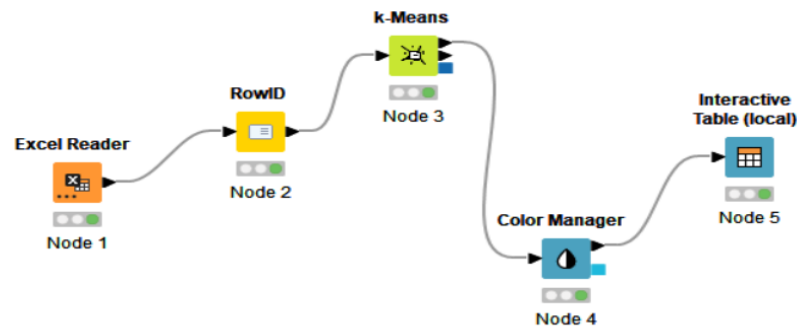 k-Means
Node 3
RowID
Node 2
Excel Reader
Node 1
Interactive
Table (local)
Node 5
Color Manager
Node 4